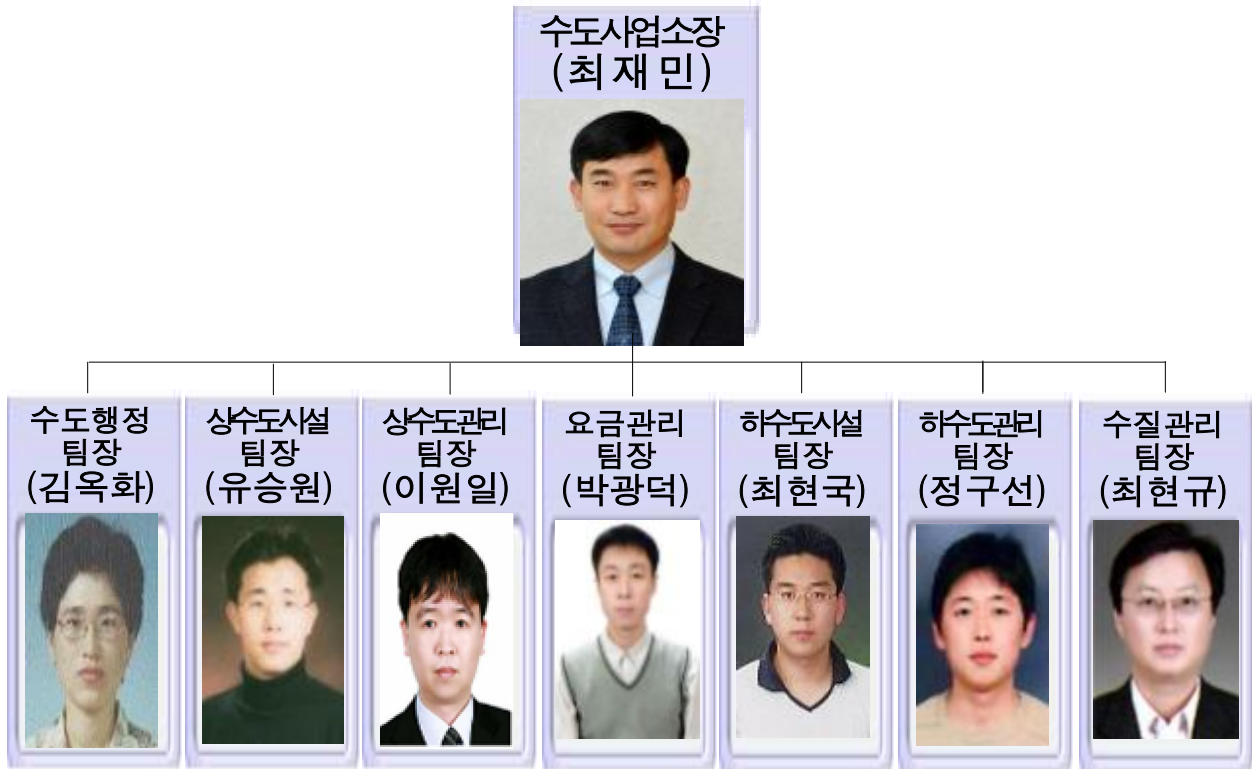 수도사업소장
(최재민)
수도행정
팀장
(김옥화)
상수도시설
팀장
(유승원)
상수도관리
팀장
(이원일)
요금관리
팀장
(박광덕)
하수도시설
팀장
(최현국)
하수도관리
팀장
(정구선)
수질관리
팀장
(최현규)